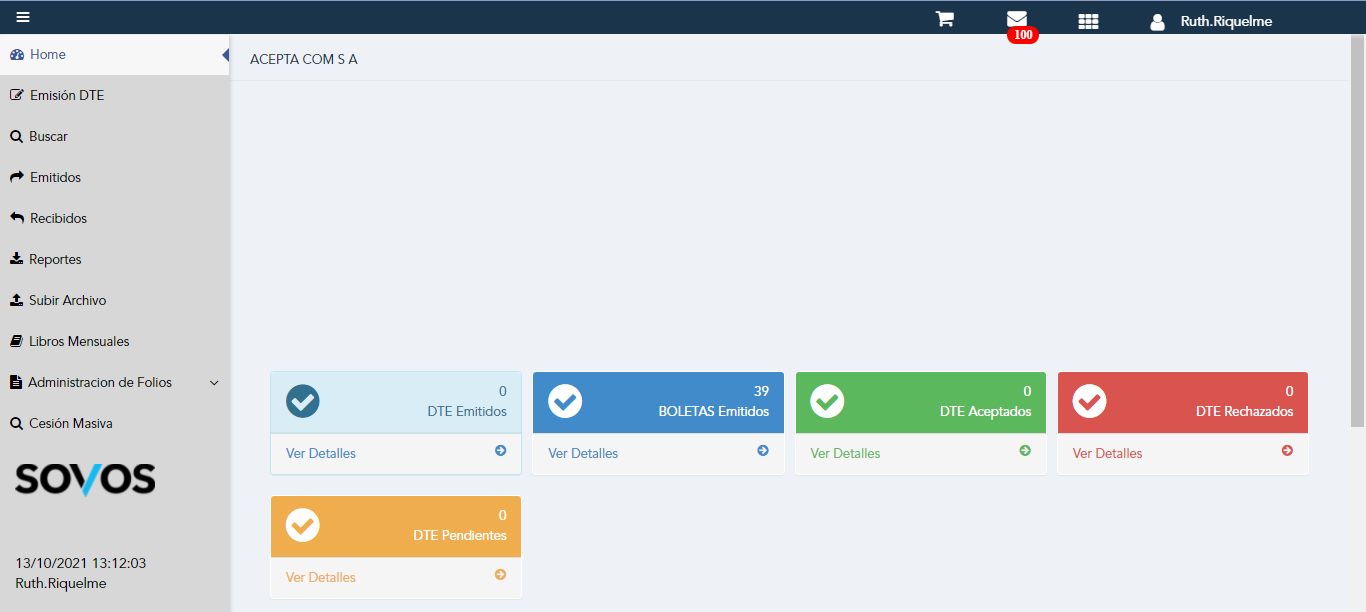 100
Ruth.Riquelme
Home
Emisión DTE
Buscar
Emitidos
Recibidos
Reportes
Subir Archivo
Libros Mensuales
Administracion de Folios
Cesión Masiva
SOVOS
13/10/2021 13:12:03
Ruth.Riquelme
ACEPTA COM S A
0
DTE Emitidos
Ver Detalles
39
BOLETAS Emitidos
Ver Detalles
0
DTE Aceptados
Ver Detalles
0
DTE Rechazados
Ver Detalles
0
DTE Pendientes
Ver Detalles